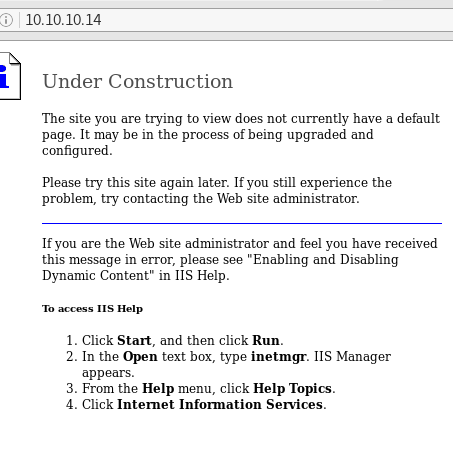 10.10.10.14
Under Construction
The site you are trying to view does not currently have a default
page. It may be in the process of being upgraded and
configured.
Please try this site again later. If you still experience the
problem, try contacting the Web site administrator.
If you are the Web site administrator and feel you have received
this message in error, please see "Enabling and Disabling
Dynamic Content" in IIS Help.
To access IIS Help
1. Click Start, and then click Run.
2. In the Open text box, type inetmgr. IIS Manager
appears.
3. From the Help menu, click Help Topics.
4. Click Internet Information Services.